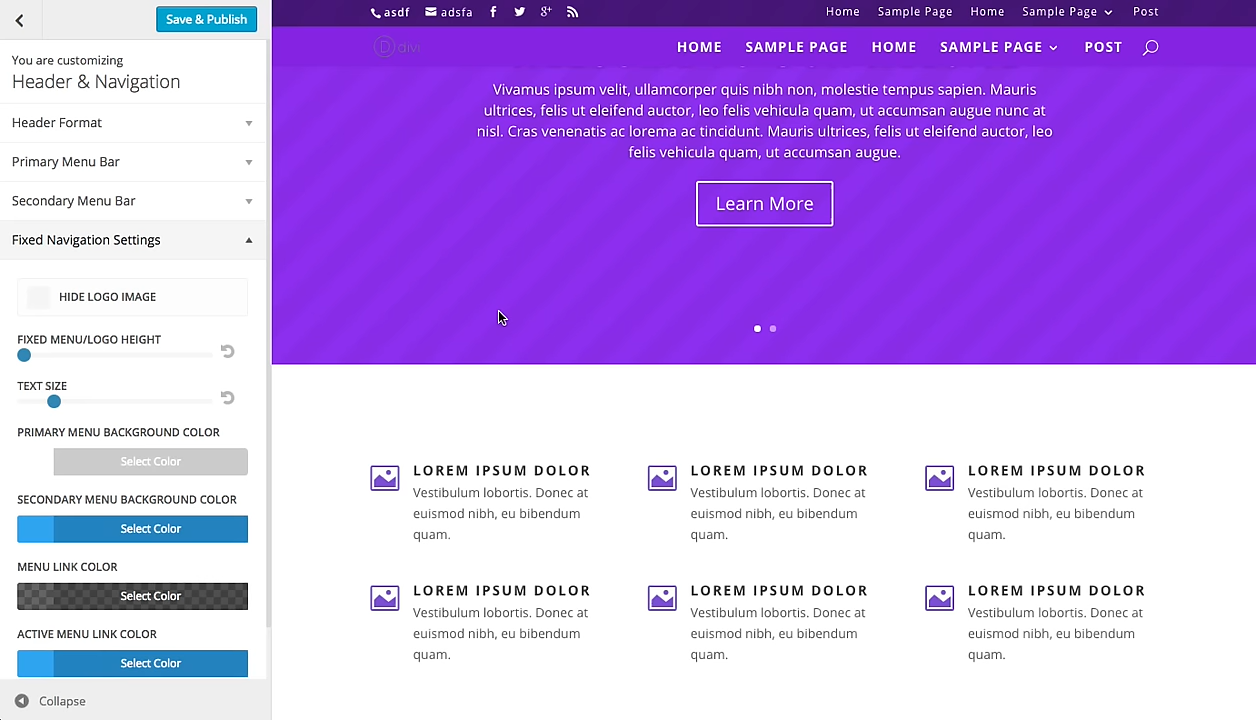 Save & Publish
You are customizing
Header & Navigation
Header Format
Primary Menu Bar
Secondary Menu Bar
Fixed Navigation Settings
HIDE LOGO IMAGE
FIXED MENU/LOGO HEIGHT
TEXT SIZE
PRIMARY MENU BACKGROUND COLOR
Select Color
SECONDARY MENU BACKGROUND COLOR
Select Color
MENU LINK COLOR
Select Color
ACTIVE MENU LINK COLOR
Select Color
Collapse
asdf adsfa Home Sample Page Home Sample Page Post
divi HOME SAMPLE PAGE HOME SAMPLE PAGE POST
Vivamus ipsum velit, ullamcorper quis nibh non, molestie tempus sapien. Mauris
ultrices, felis ut eleifend auctor, leo felis vehicula quam, ut accumsan augue nunc at
nisl. Cras venenatis ac lorema ac tincidunt. Mauris ultrices, felis ut eleifend auctor, leo
felis vehicula quam, ut accumsan augue.
Learn More
LOREM IPSUM DOLOR
Vestibulum lobortis. Donec at
euismod nibh, eu bibendum
quam.
LOREM IPSUM DOLOR
Vestibulum lobortis. Donec at
euismod nibh, eu bibendum
quam.
LOREM IPSUM DOLOR
Vestibulum lobortis. Donec at
euismod nibh, eu bibendum
quam.
LOREM IPSUM DOLOR
Vestibulum lobortis. Donec at
euismod nibh, eu bibendum
quam.
LOREM IPSUM DOLOR
Vestibulum lobortis. Donec at
euismod nibh, eu bibendum
quam.
LOREM IPSUM DOLOR
Vestibulum lobortis. Donec at
euismod nibh, eu bibendum
quam.